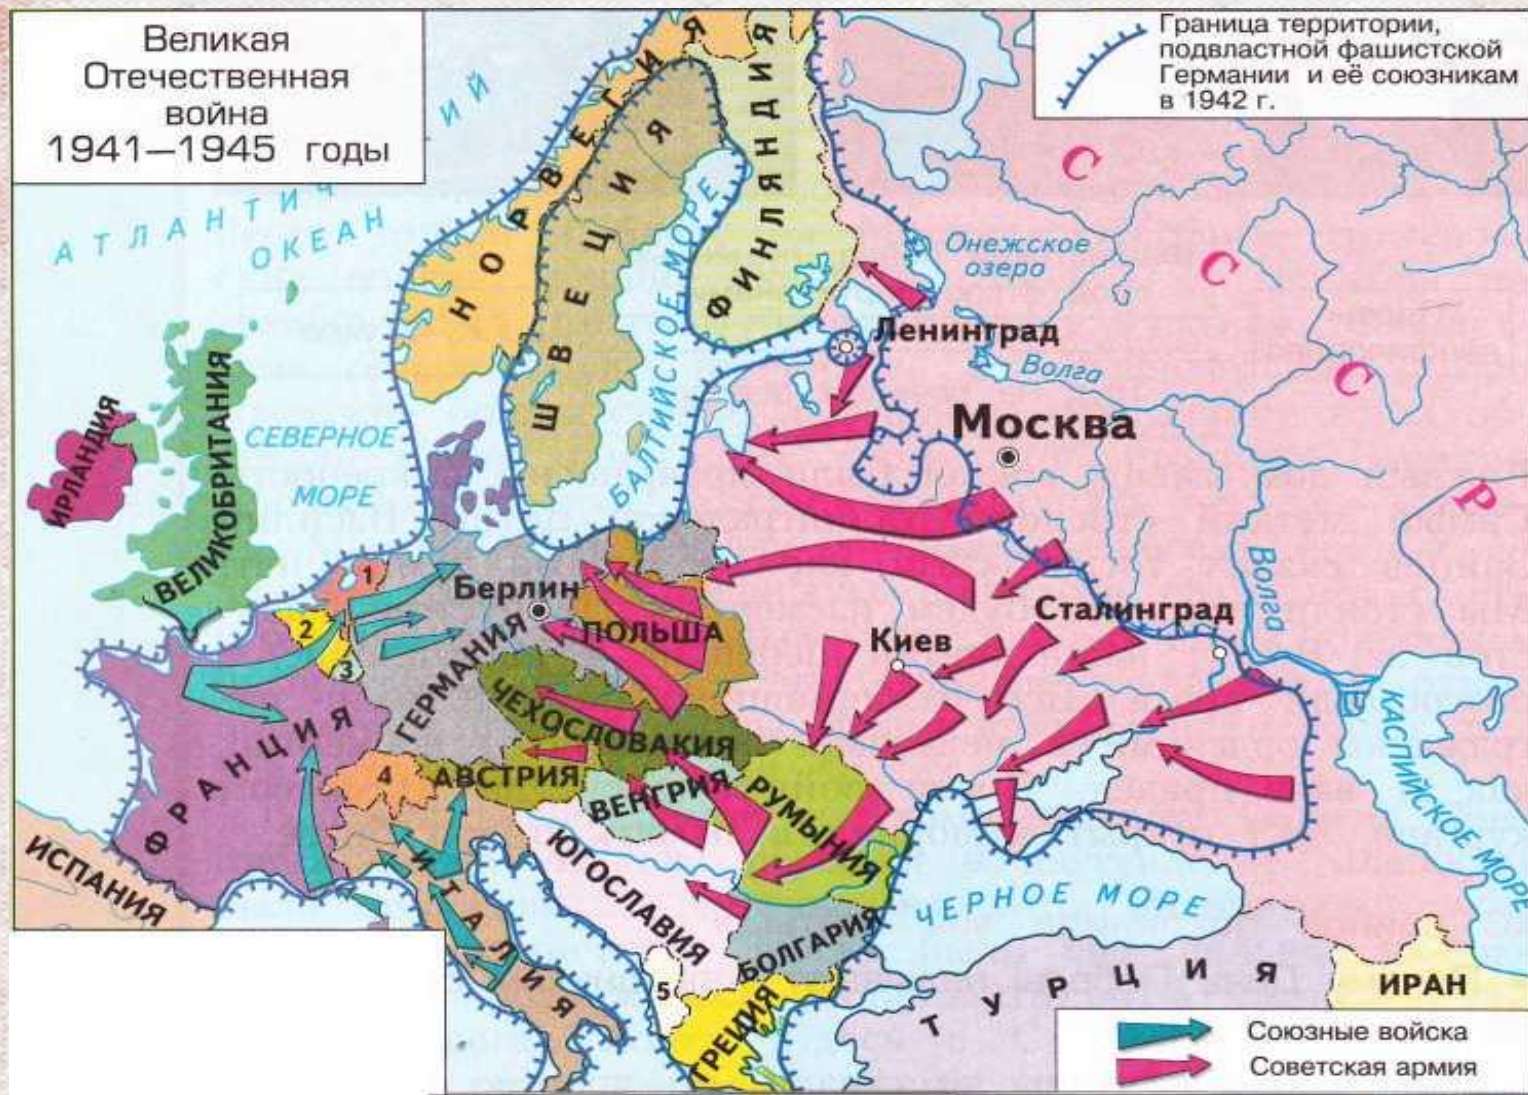 Великая
Отечественная
война
1941—1945 годы
Граница территории,
подвластной фашистской
Германии и её союзникам
в 1942 г.
АТЛАНТИЧ
ИЙ
ОКЕАН
НОРВЕГИЯ
ШВЕЦИЯ
ФИНЛЯНДИЯ
БАЛТИЙСКОЕ МОРЕ
Онежское
озеро
С
С
С
Р
Ленинград
Волга
Москва
ИРЛАНДИЯ
ВЕЛИКОБРИТАНИЯ
СЕВЕРНОЕ
МОРЕ
1
2
3
Берлин
ГЕРМАНИЯ
ПОЛЬША
Киев
Сталинград
Волга
ФРАНЦИЯ
ЧЕХОСЛОВАКИЯ
4
АВСТРИЯ
ВЕНГРИЯ
РУМЫНИЯ
КАСПИЙСКОЕ МОРЕ
ИСПАНИЯ
ИТАЛИЯ
ЮГОСЛАВИЯ
БОЛГАРИЯ
ЧЕРНОЕ МОРЕ
5
ГРЕЦИЯ
ТУРЦИЯ
ИРАН
Союзные войска
Советская армия